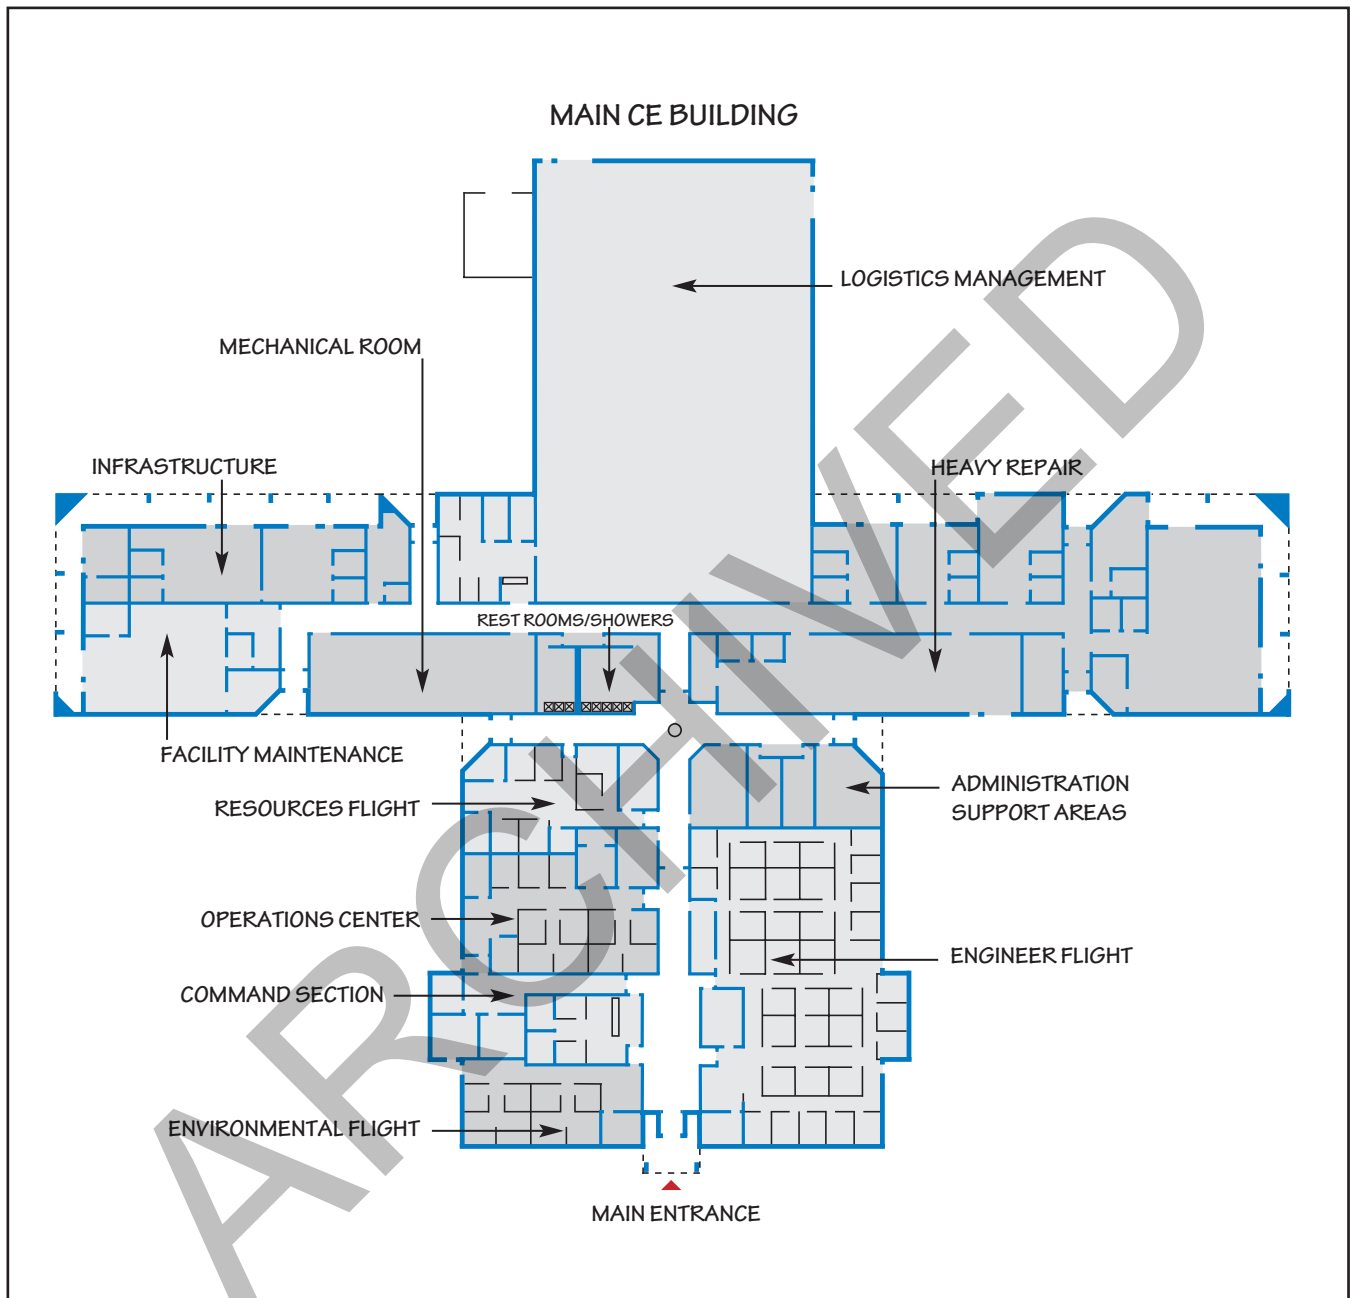 MAIN CE BUILDING
LOGISTICS MANAGEMENT
MECHANICAL ROOM
INFRASTRUCTURE
HEAVY REPAIR
REST ROOMS/SHOWERS
FACILITY MAINTENANCE
ADMINISTRATION
SUPPORT AREAS
RESOURCES FLIGHT
OPERATIONS CENTER
ENGINEER FLIGHT
COMMAND SECTION
ENVIRONMENTAL FLIGHT
MAIN ENTRANCE
ARCHIVED